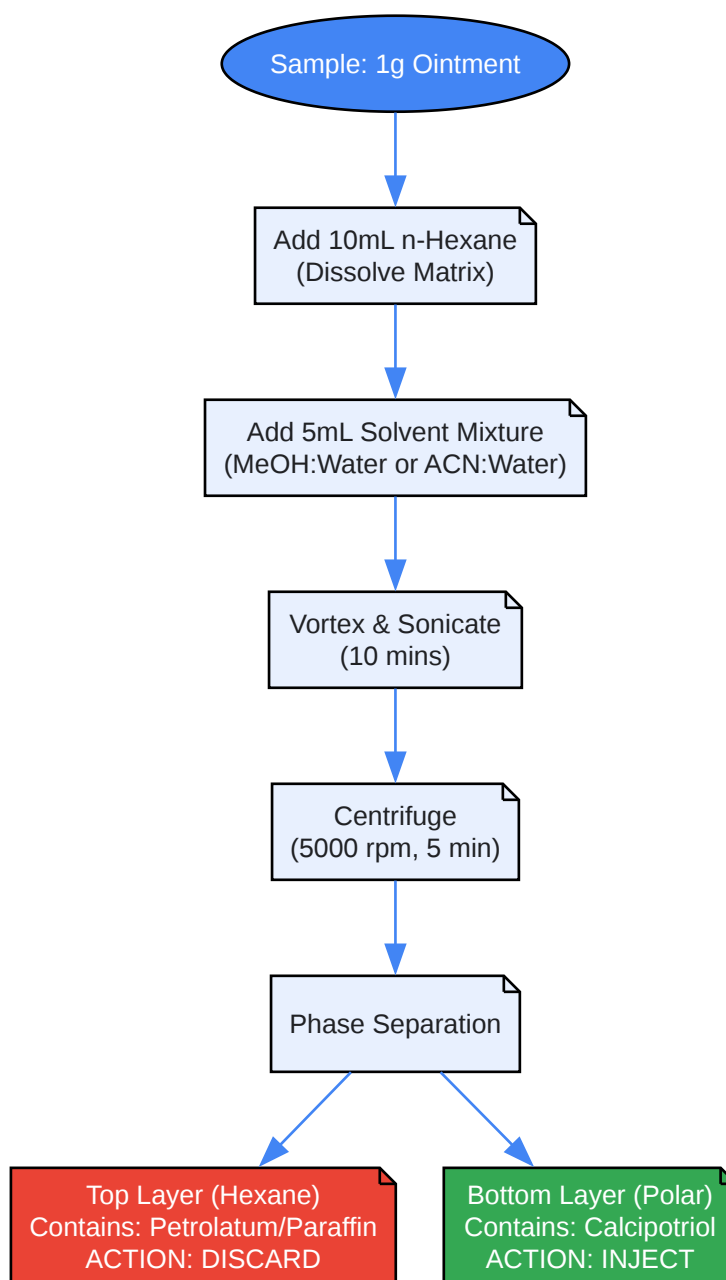 Sample: 1g Ointment
Add 10mL n-Hexane
(Dissolve Matrix)
Add 5mL Solvent Mixture
(MeOH:Water or ACN:Water)
Vortex & Sonicate
(10 mins)
Centrifuge
(5000 rpm, 5 min)
Phase Separation
Top Layer (Hexane)
Contains: Petrolatum/Paraffin
ACTION: DISCARD
Bottom Layer (Polar)
Contains: Calcipotriol
ACTION: INJECT